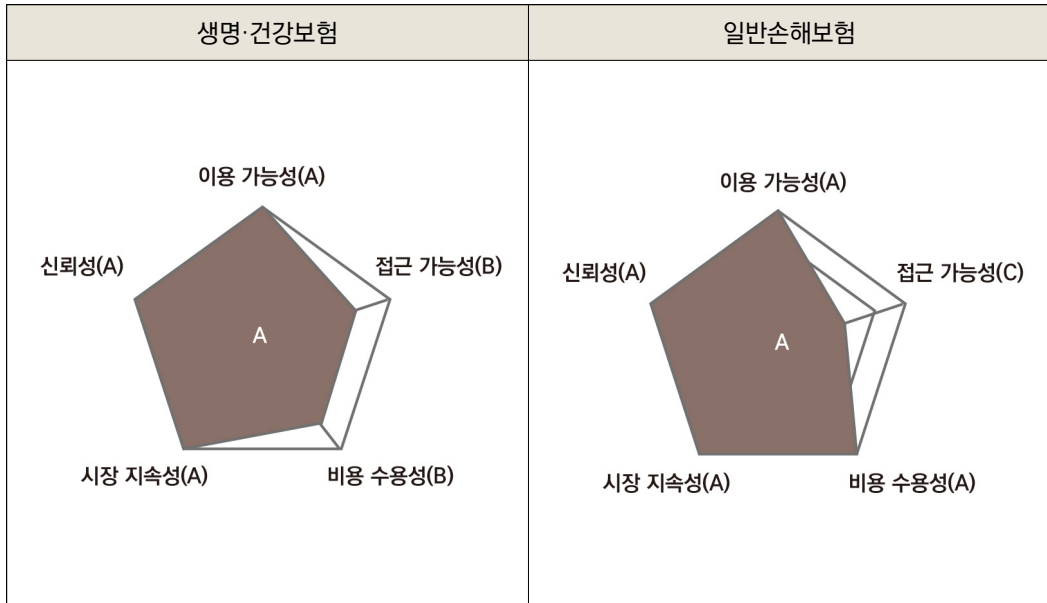 생명·건강보험
일반손해보험
이용 가능성(A)
신뢰성(A)
접근 가능성(B)
A
시장 지속성(A)
비용 수용성(B)
이용 가능성(A)
신뢰성(A)
접근 가능성(C)
A
시장 지속성(A)
비용 수용성(A)